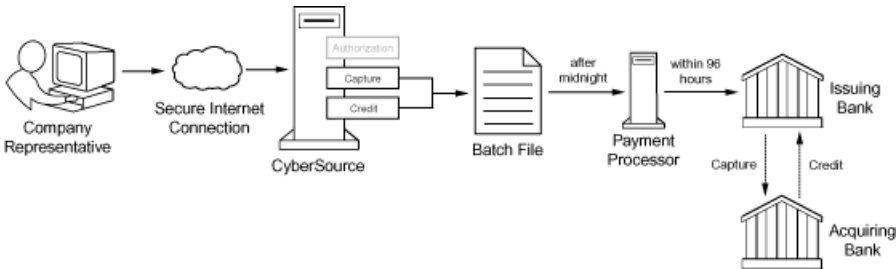 Company
Representative
Secure Internet
Connection
Authorization
Capture
Credit
CyberSource
Batch File
after
midnight
Payment
Processor
within 96
hours
Issuing
Bank
Capture
Credit
Acquiring
Bank